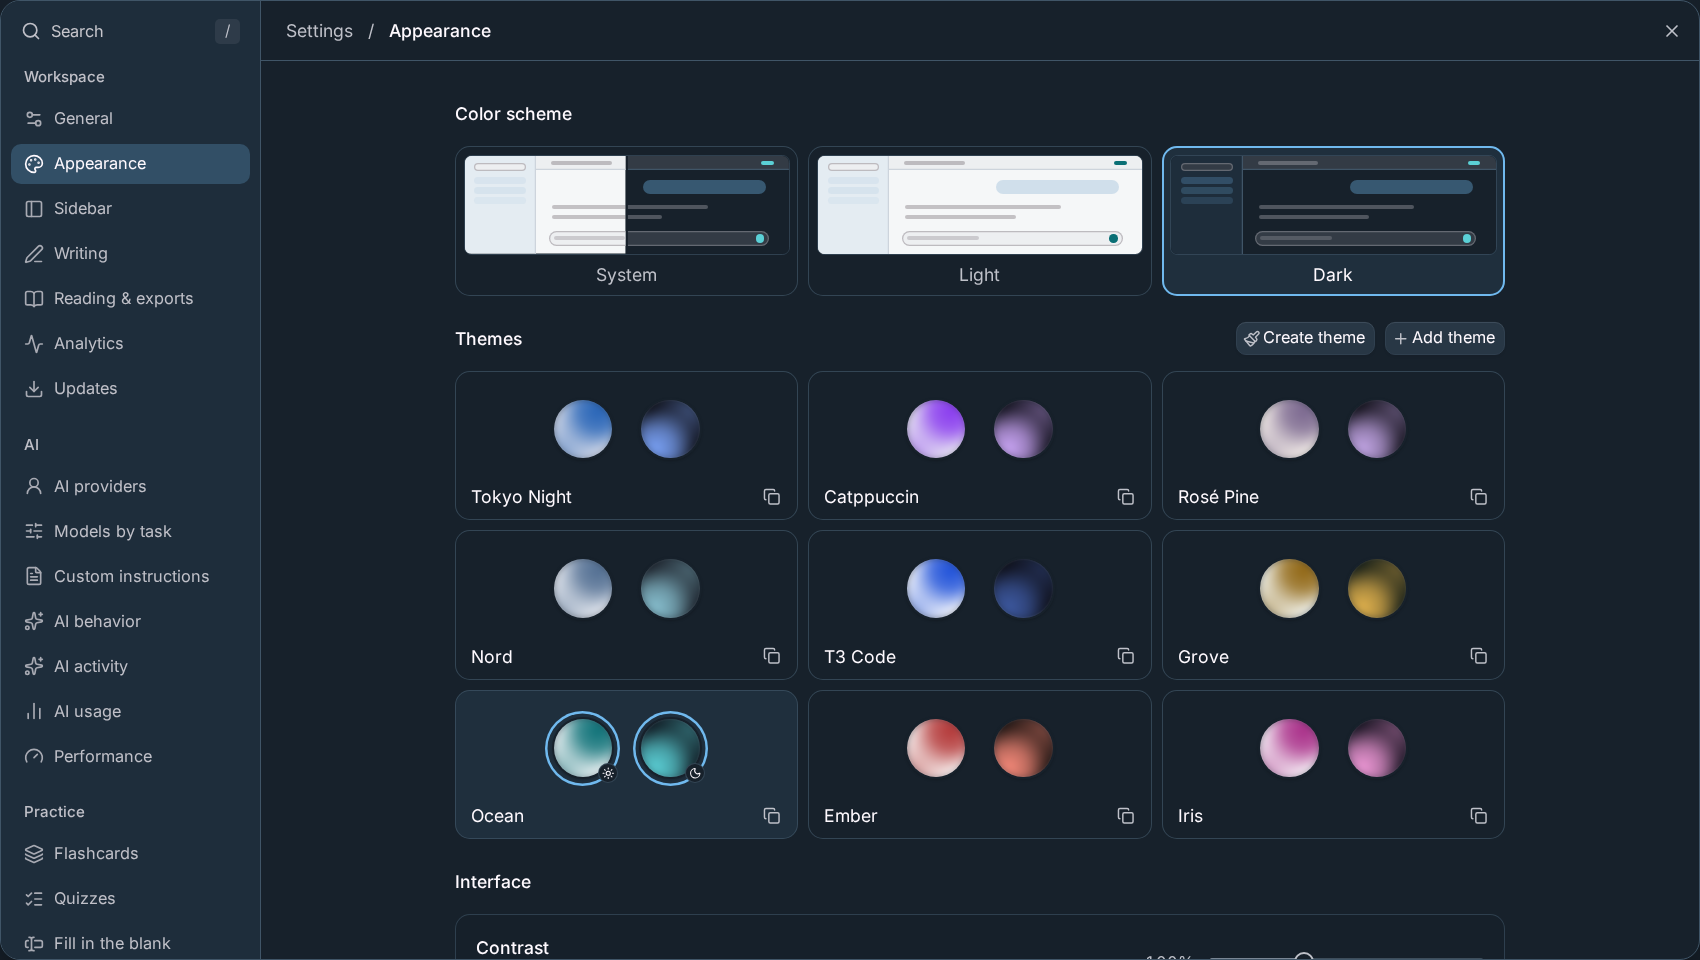 Search
/
Workspace
General
Appearance
Sidebar
Writing
Reading & exports
Analytics
Updates
AI
AI providers
Models by task
Custom instructions
AI behavior
AI activity
AI usage
Performance
Practice
Flashcards
Quizzes
Fill in the blank
Settings / Appearance
Color scheme
System
Light
Dark
Themes
Create theme
Add theme
Tokyo Night
Catppuccin
Rosé Pine
Nord
T3 Code
Grove
Ocean
Ember
Iris
Interface
Contrast